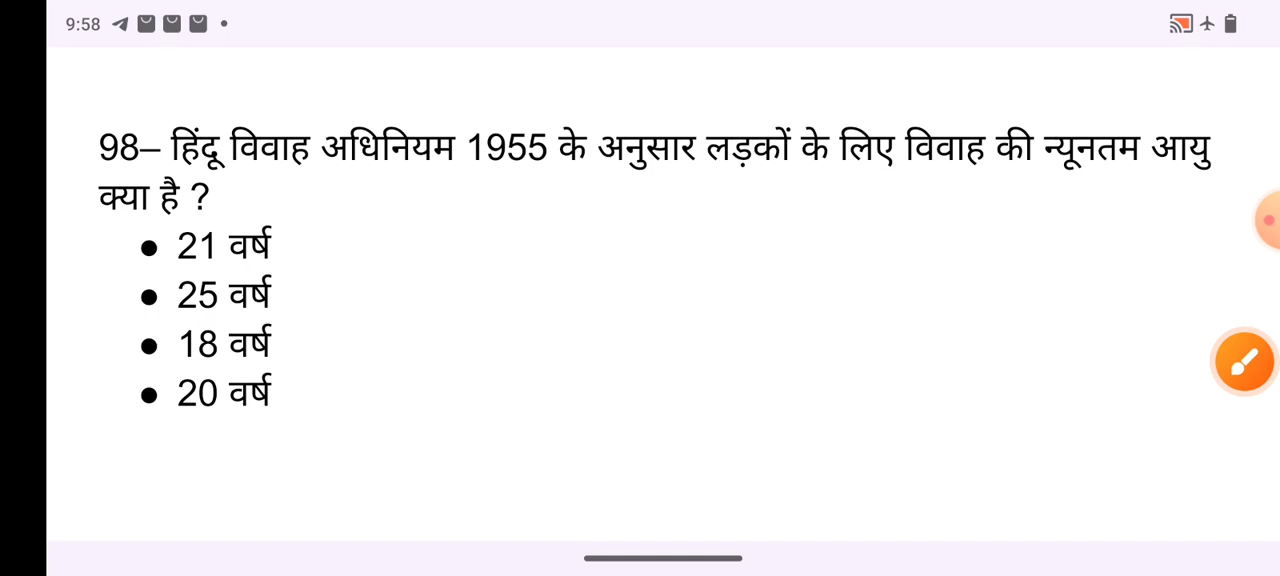 9:58
98– हिंदू विवाह अधिनियम 1955 के अनुसार लड़कों के लिए विवाह की न्यूनतम आयु
क्या है ?
● 21 वर्ष
● 25 वर्ष
● 18 वर्ष
● 20 वर्ष